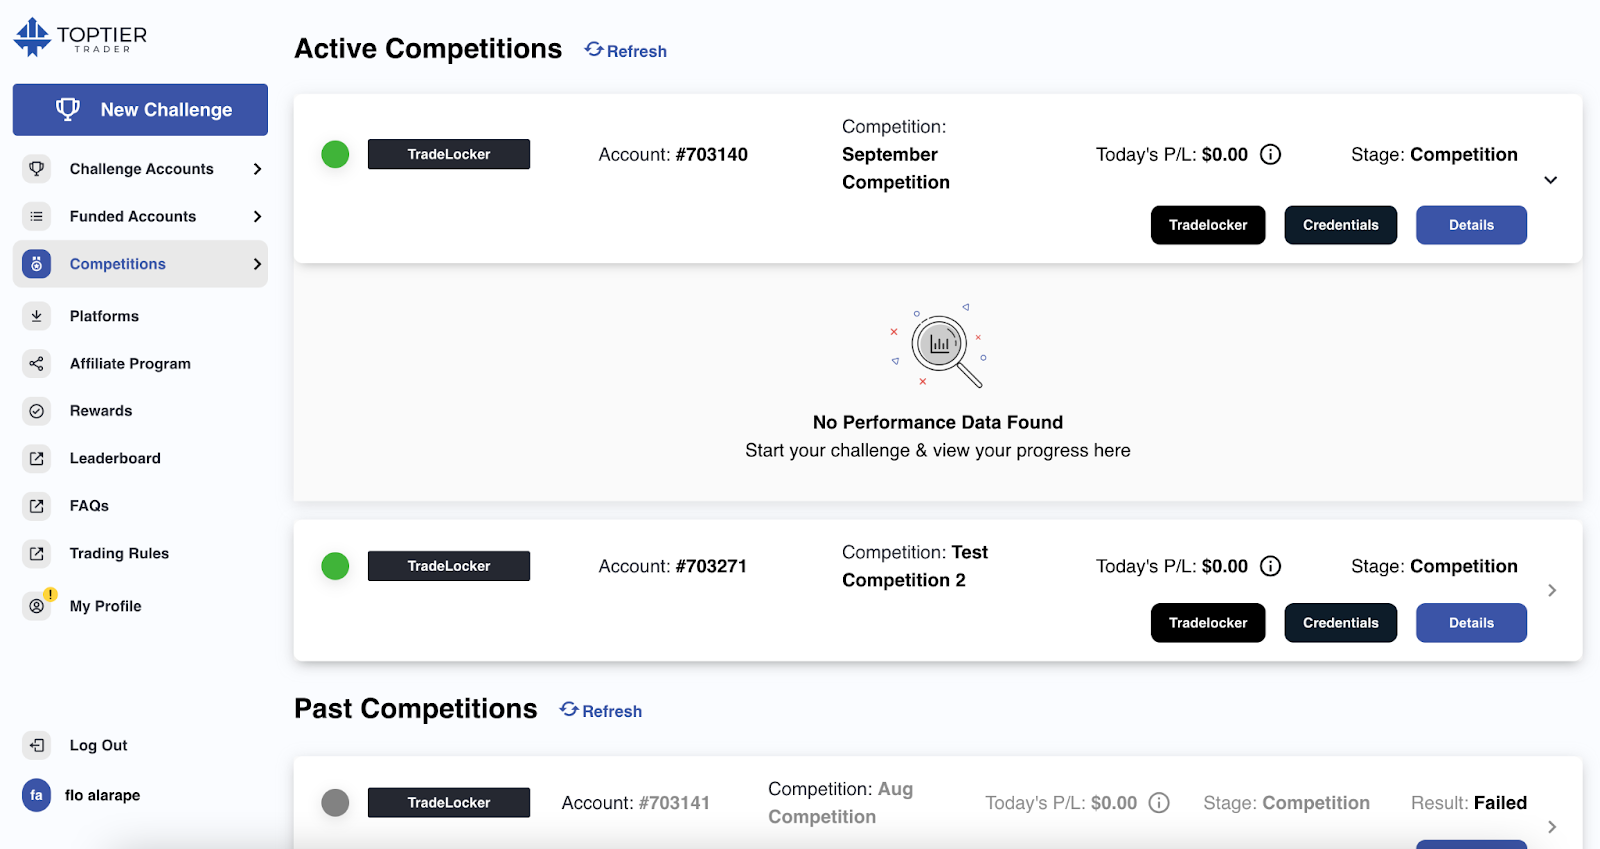 TOPTIER
TRADER
New Challenge
Challenge Accounts
Funded Accounts
Competitions
Platforms
Affiliate Program
Rewards
Leaderboard
FAQs
Trading Rules
!
My Profile
Log Out
fa
flo alarape
Active Competitions
Refresh
TradeLocker
Account: #703140
Competition:
September
Competition
Today's P/L: $0.00
Stage: Competition
Tradelocker
Credentials
Details
No Performance Data Found
Start your challenge & view your progress here
TradeLocker
Account: #703271
Competition: Test
Competition 2
Today's P/L: $0.00
Stage: Competition
Tradelocker
Credentials
Details
Past Competitions
Refresh
TradeLocker
Account: #703141
Competition: Aug
Competition
Today's P/L: $0.00
Stage: Competition
Result: Failed